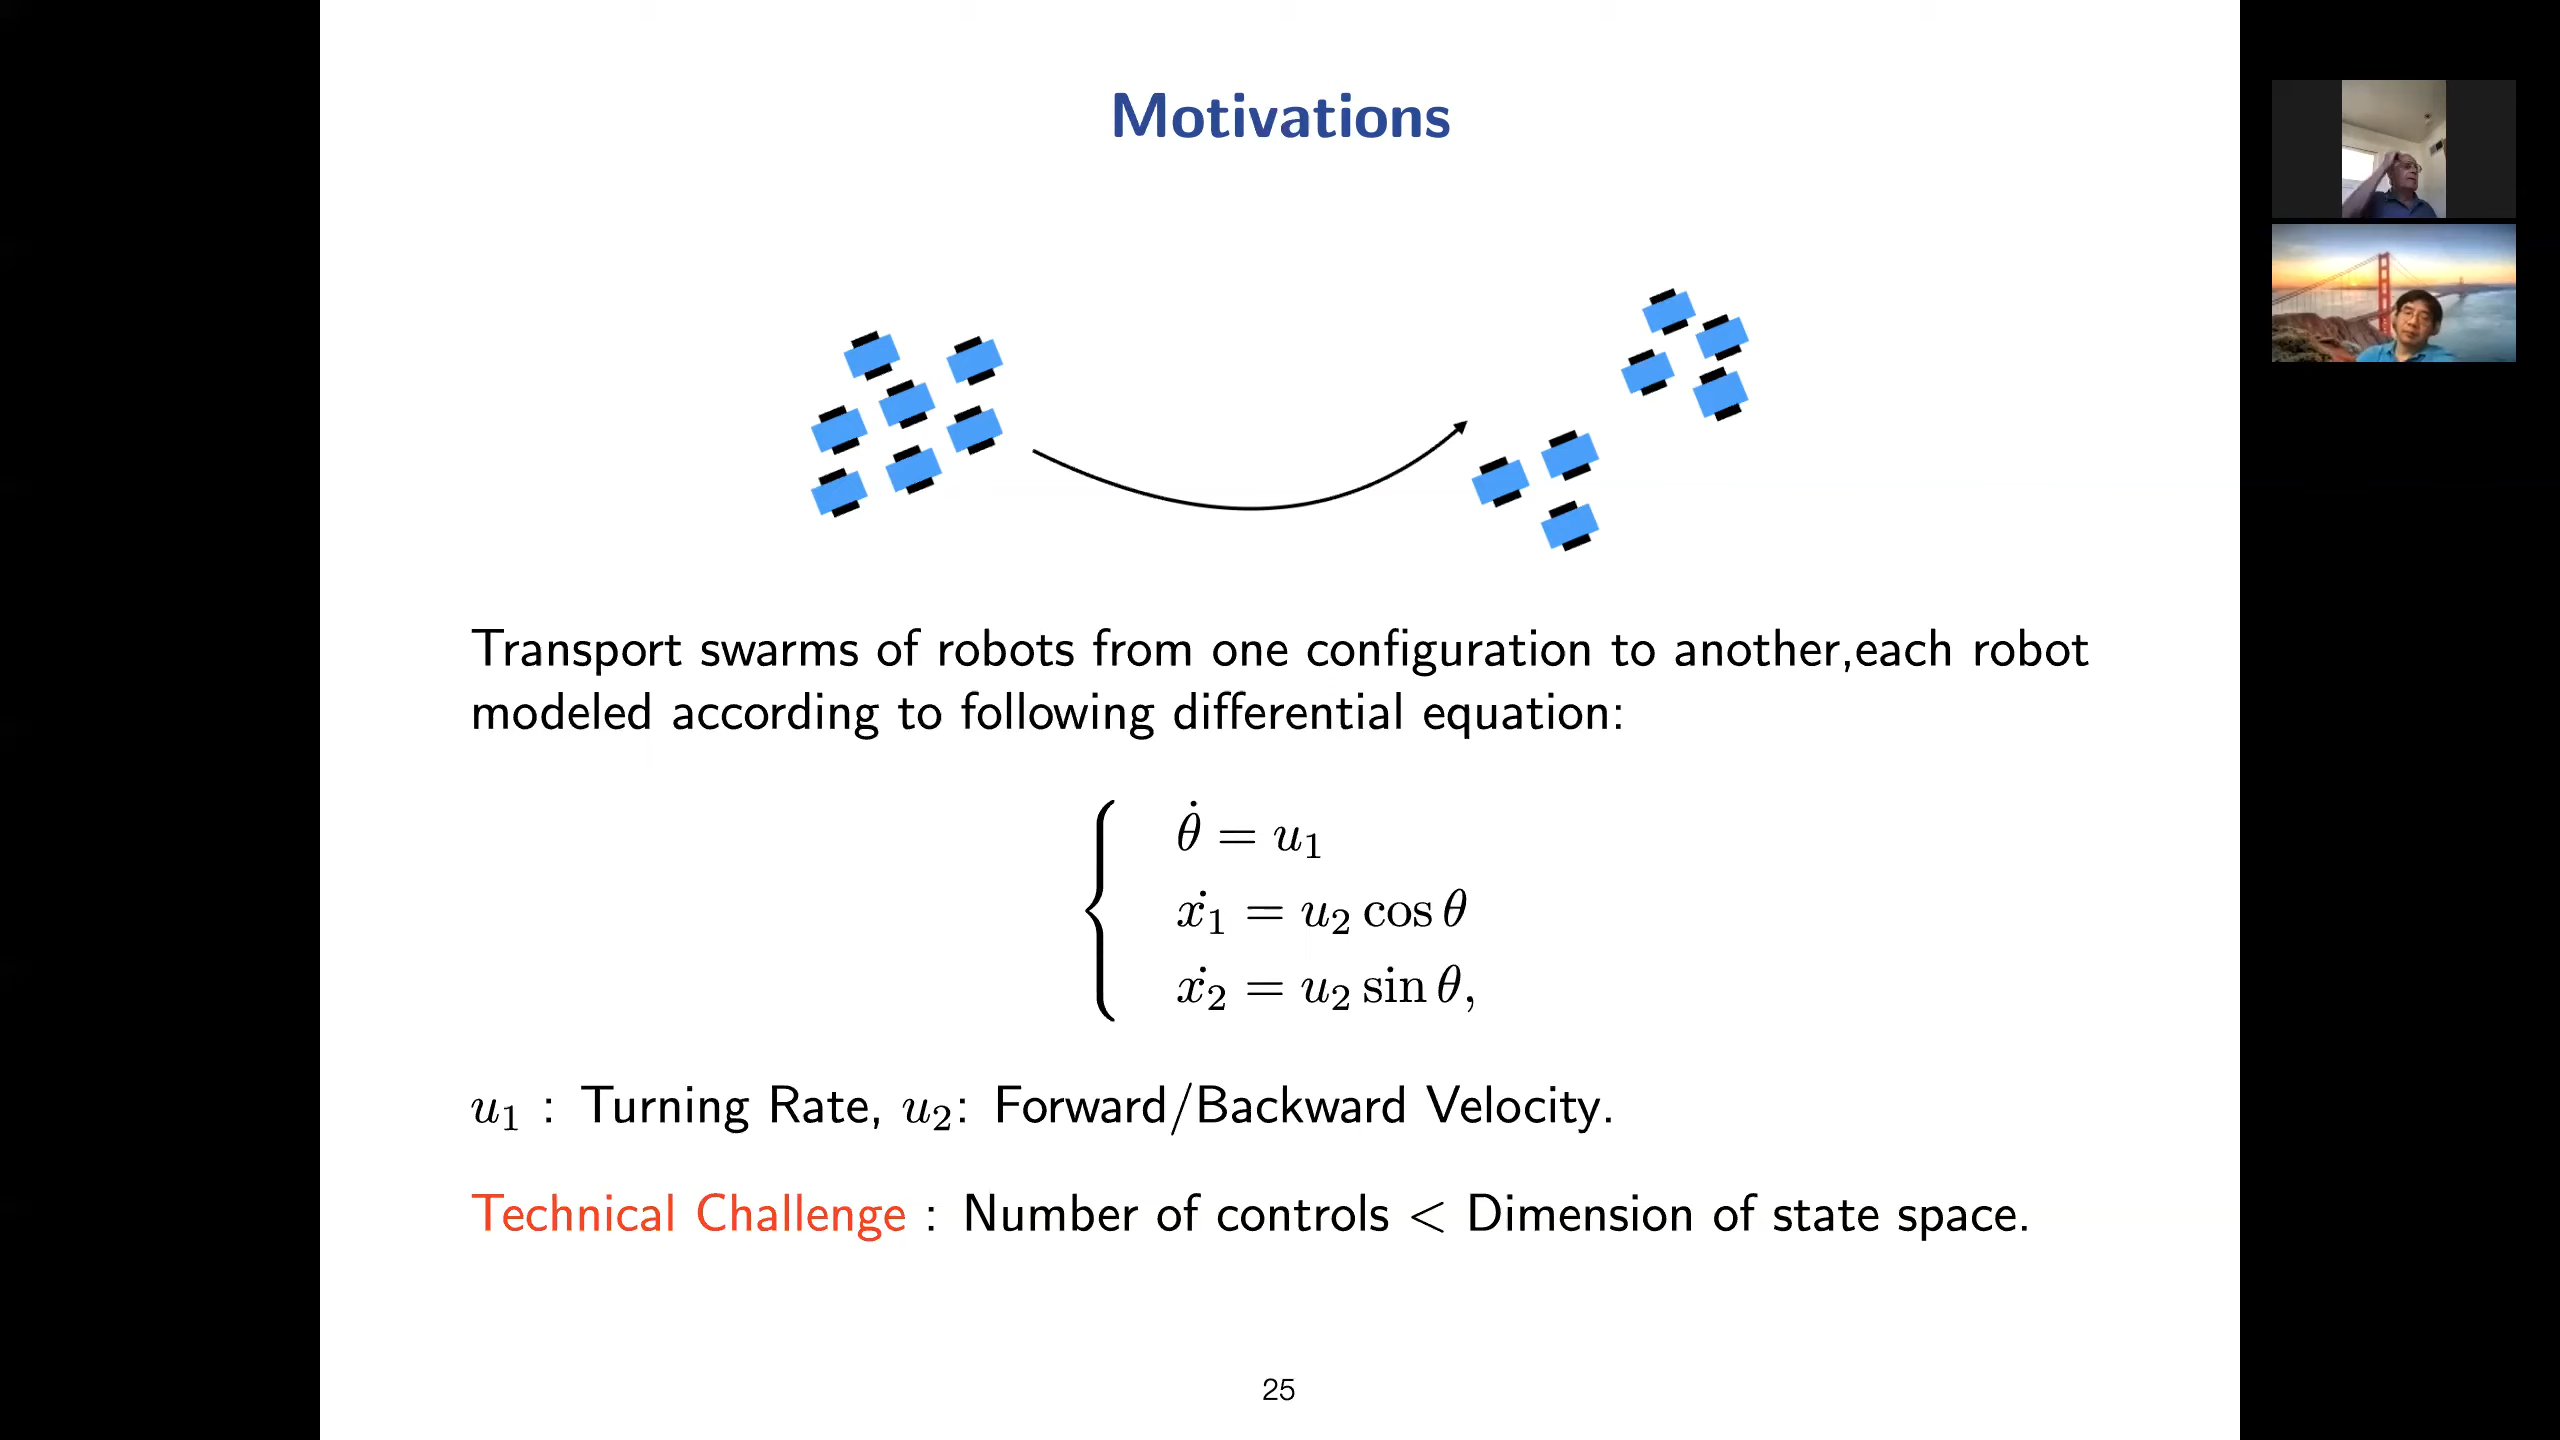 Motivations
Transport swarms of robots from one configuration to another,each robot
modeled according to following differential equation:
θ̇ = u₁
ẋ₁ = u₂ cos θ
ẋ₂ = u₂ sin θ,
u₁ : Turning Rate, u₂: Forward/Backward Velocity.
Technical Challenge : Number of controls < Dimension of state space.
25